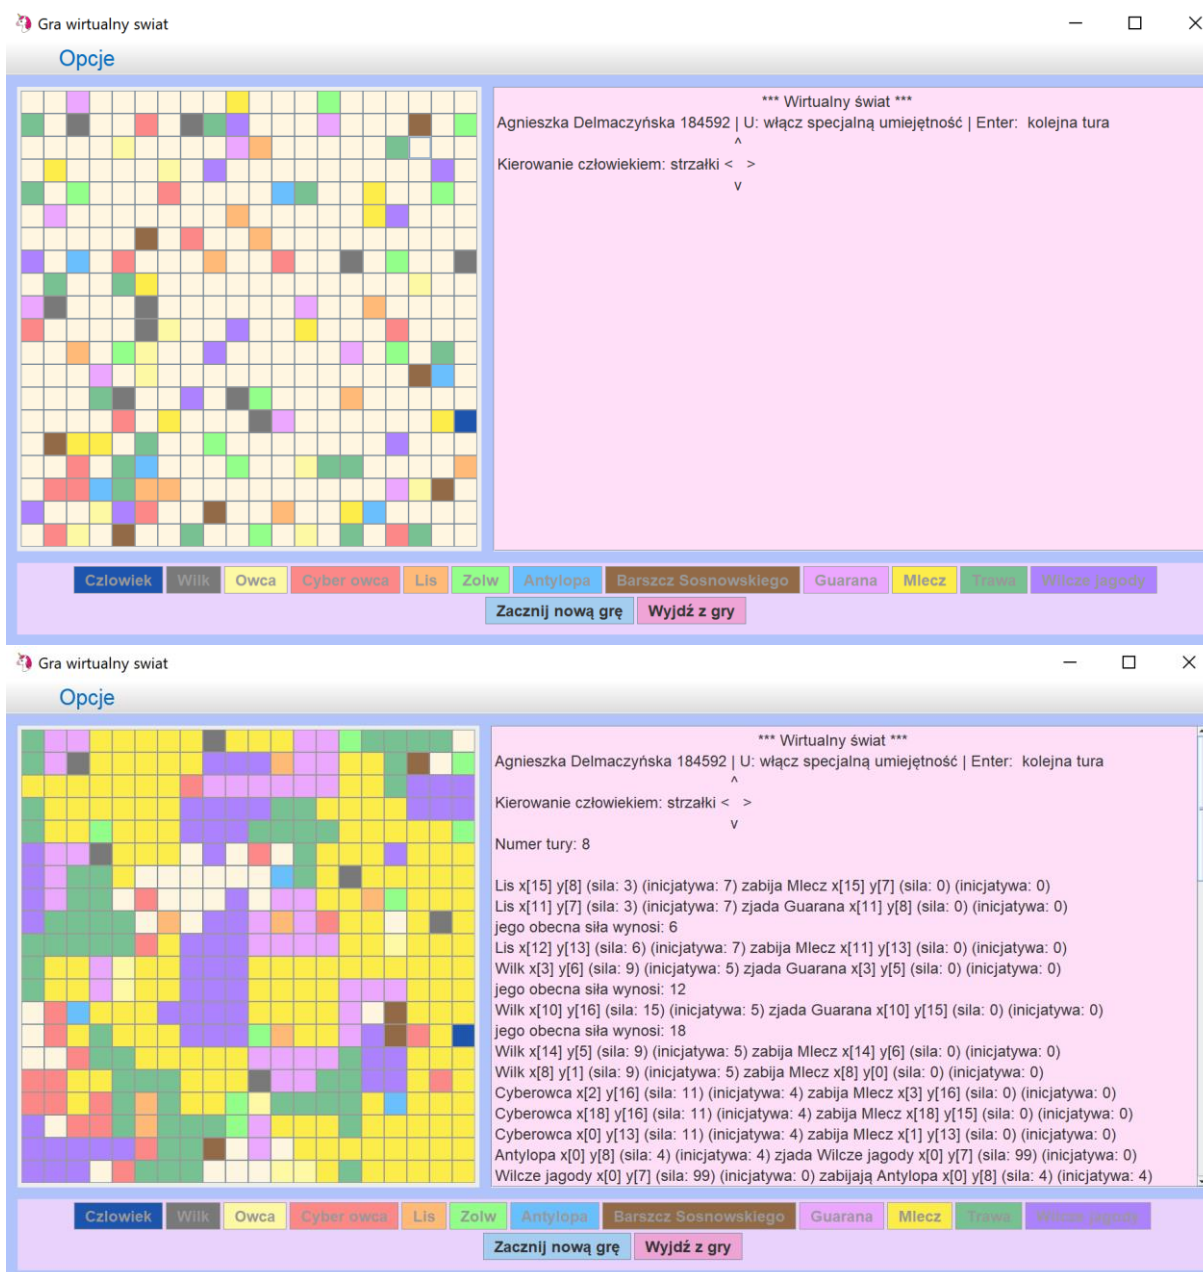 Gra wirtualny swiat
Opcje
*** Wirtualny świat ***
Agnieszka Delmaczyńska 184592 | U: włącz specjalną umiejętność | Enter: kolejna tura
^
Kierowanie człowiekiem: strzałki < >
v
Czlowiek Wilk Owca Cyber owca Lis Zolw Antylopa Barszcz Sosnowskiego Guarana Mlecz Trawa Wilcze jagody
Zacznij nową grę Wyjdź z gry
Gra wirtualny swiat
Opcje
*** Wirtualny świat ***
Agnieszka Delmaczyńska 184592 | U: włącz specjalną umiejętność | Enter: kolejna tura
^
Kierowanie człowiekiem: strzałki < >
v
Numer tury: 8
Lis x[15] y[8] (sila: 3) (inicjatywa: 7) zabija Mlecz x[15] y[7] (sila: 0) (inicjatywa: 0)
Lis x[11] y[7] (sila: 3) (inicjatywa: 7) zjada Guarana x[11] y[8] (sila: 0) (inicjatywa: 0)
jego obecna siła wynosi: 6
Lis x[12] y[13] (sila: 6) (inicjatywa: 7) zabija Mlecz x[11] y[13] (sila: 0) (inicjatywa: 0)
Wilk x[3] y[6] (sila: 9) (inicjatywa: 5) zjada Guarana x[3] y[5] (sila: 0) (inicjatywa: 0)
jego obecna siła wynosi: 12
Wilk x[10] y[16] (sila: 15) (inicjatywa: 5) zjada Guarana x[10] y[15] (sila: 0) (inicjatywa: 0)
jego obecna siła wynosi: 18
Wilk x[14] y[5] (sila: 9) (inicjatywa: 5) zabija Mlecz x[14] y[6] (sila: 0) (inicjatywa: 0)
Wilk x[8] y[1] (sila: 9) (inicjatywa: 5) zabija Mlecz x[8] y[0] (sila: 0) (inicjatywa: 0)
Cyberowca x[2] y[16] (sila: 11) (inicjatywa: 4) zabija Mlecz x[3] y[16] (sila: 0) (inicjatywa: 0)
Cyberowca x[18] y[16] (sila: 11) (inicjatywa: 4) zabija Mlecz x[18] y[15] (sila: 0) (inicjatywa: 0)
Cyberowca x[0] y[13] (sila: 11) (inicjatywa: 4) zabija Mlecz x[1] y[13] (sila: 0) (inicjatywa: 0)
Antylopa x[0] y[8] (sila: 4) (inicjatywa: 4) zjada Wilcze jagody x[0] y[7] (sila: 99) (inicjatywa: 0)
Wilcze jagody x[0] y[7] (sila: 99) (inicjatywa: 0) zabijają Antylopa x[0] y[8] (sila: 4) (inicjatywa: 4)
Czlowiek Wilk Owca Cyber owca Lis Zolw Antylopa Barszcz Sosnowskiego Guarana Mlecz Trawa Wilcze jagody
Zacznij nową grę Wyjdź z gry